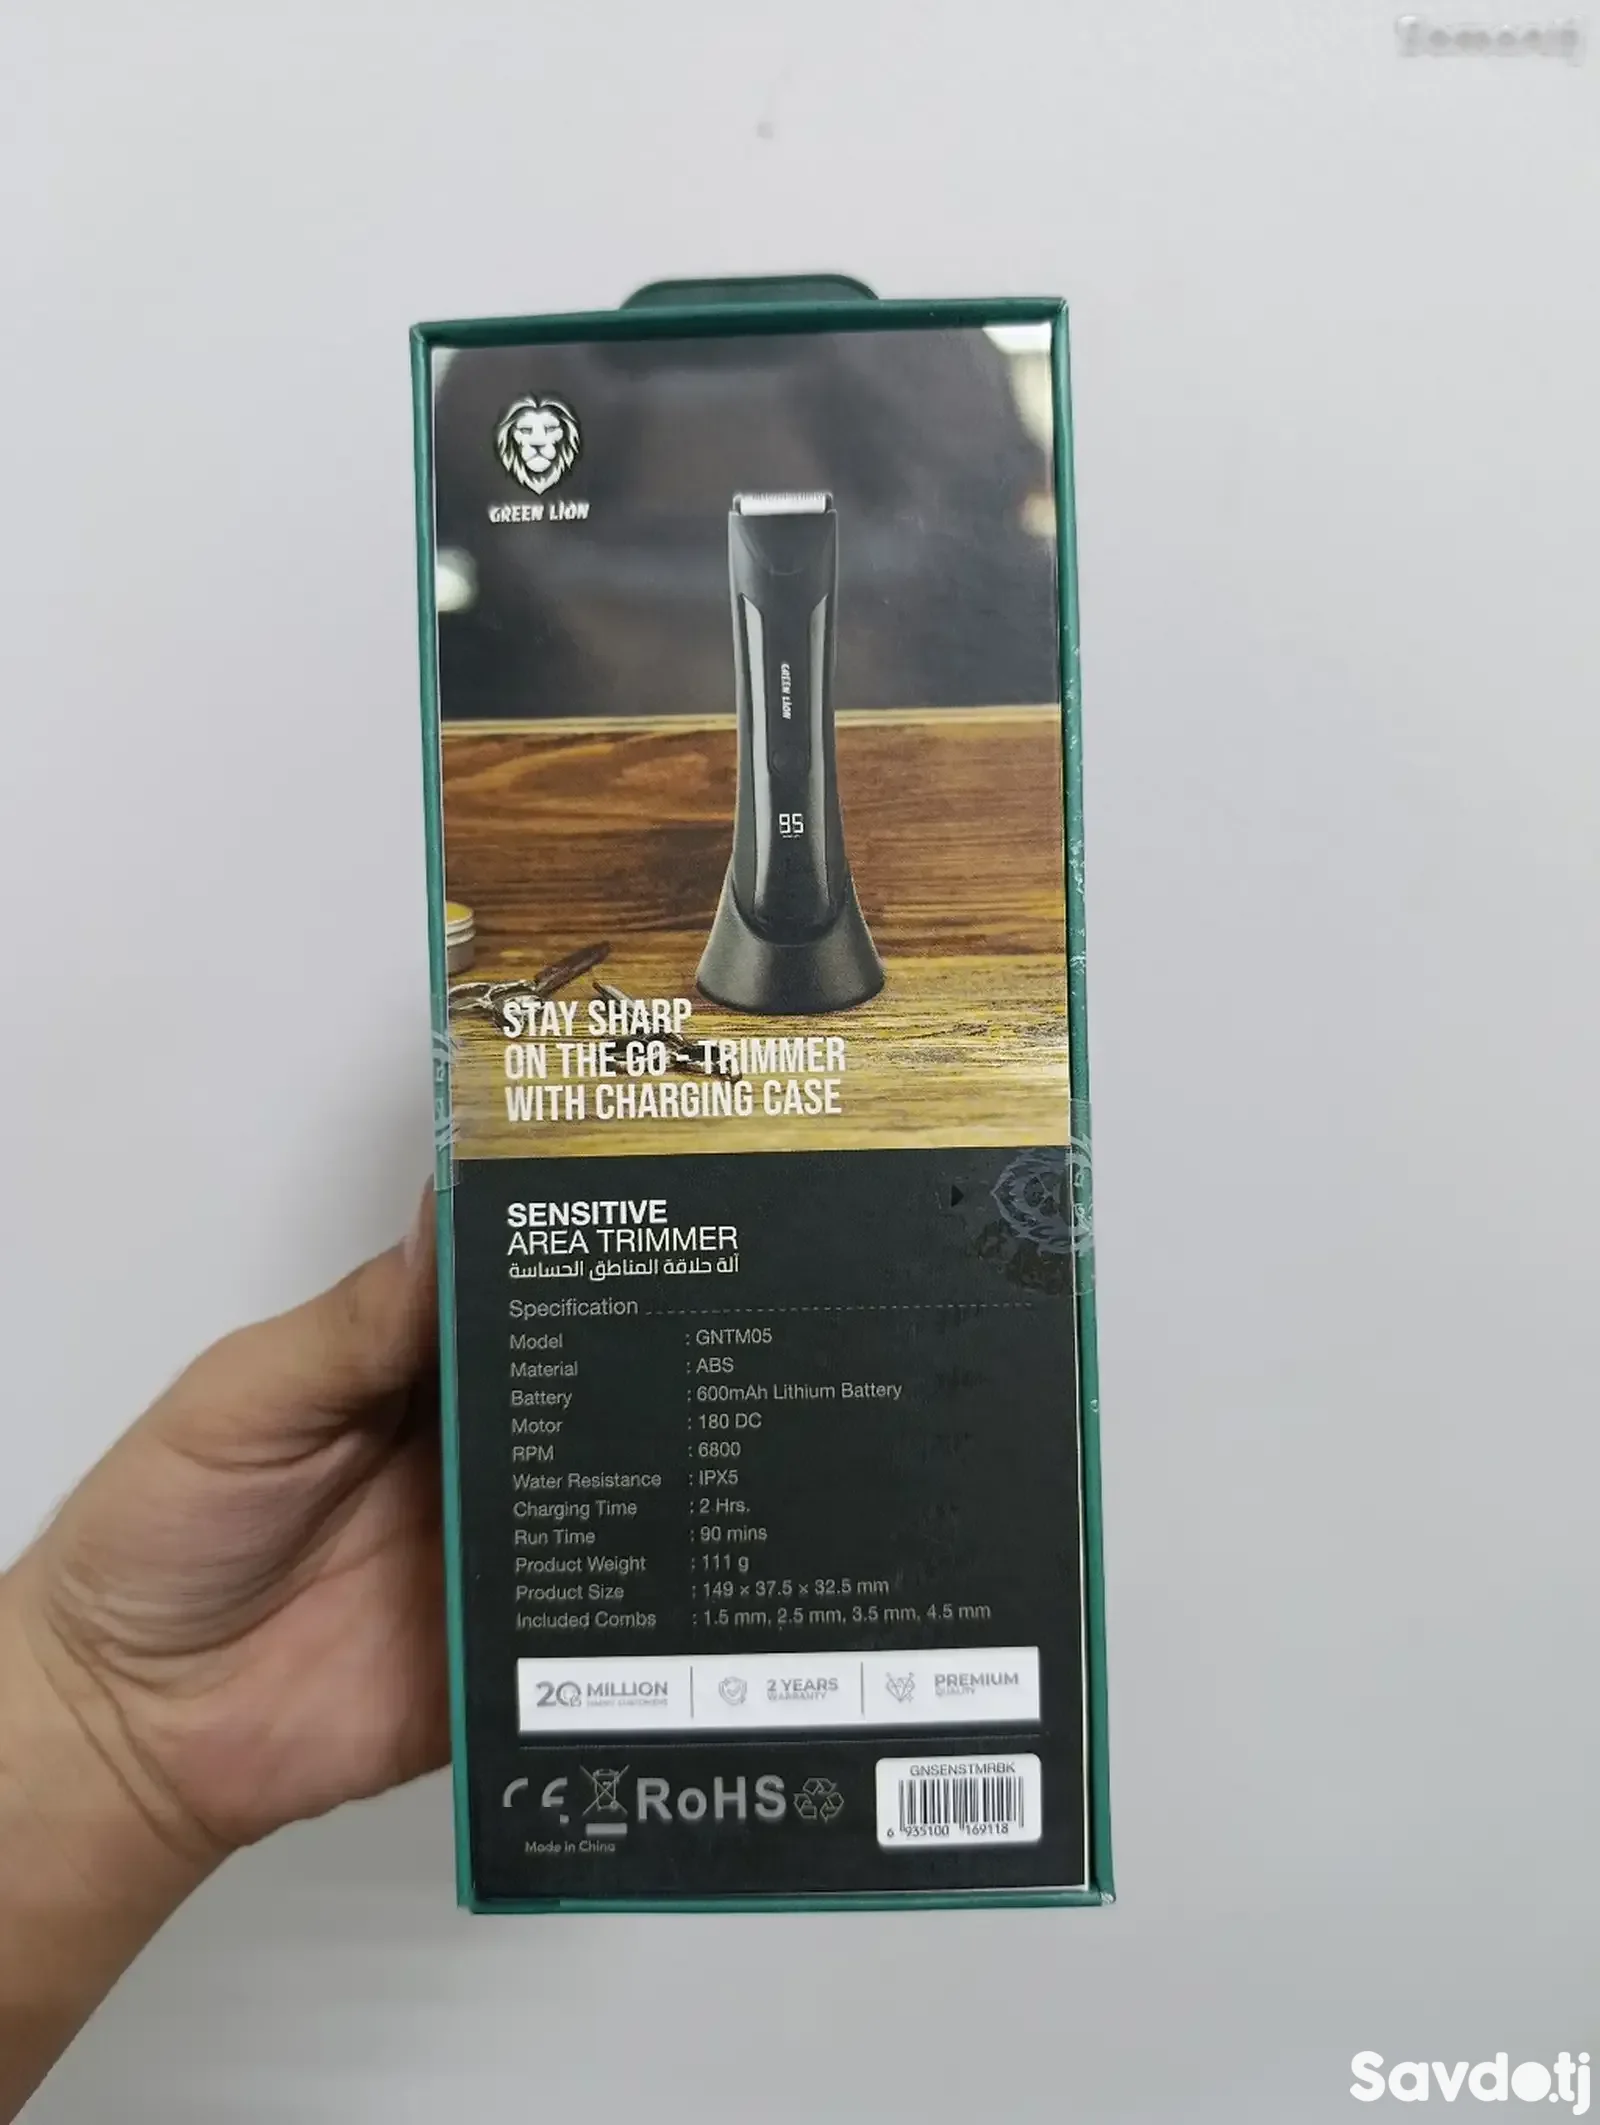 GREEN LiON
GREEN LiON
95
STAY SHARP
ON THE GO - TRIMMER
WITH CHARGING CASE
SENSITIVE
AREA TRIMMER
آلة حلاقة المناطق الحساسة
Specification
Model : GNTM05
Material : ABS
Battery : 600mAh Lithium Battery
Motor : 180 DC
RPM : 6800
Water Resistance : IPX5
Charging Time : 2 Hrs.
Run Time : 90 mins
Product Weight : 111 g
Product Size : 149 × 37.5 × 32.5 mm
Included Combs : 1.5 mm, 2.5 mm, 3.5 mm, 4.5 mm
20 MILLION
HAPPY CUSTOMERS
2 YEARS
WARRANTY
PREMIUM
QUALITY
CE RoHS
Made in China
GNSENSTMRBK
6 935100 169118
Savdo.tj